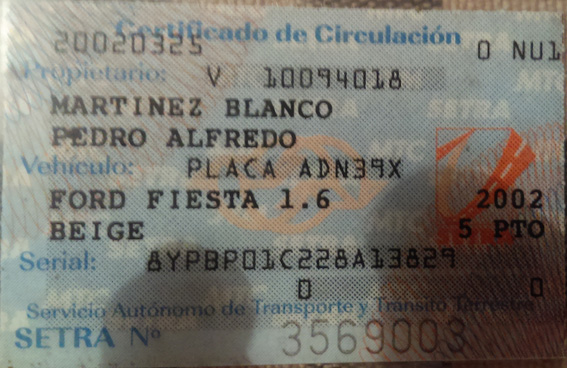 Certificado de Circulación
20020325 0 NU1
Propietario: V 10094018
MARTINEZ BLANCO
PEDRO ALFREDO
Vehículo: PLACA ADN39X
FORD FIESTA 1.6 2002
BEIGE 5 PTO
Serial: 8YPBP01C228A13829
0 0
Servicio Autónomo de Transporte y Tránsito Terrestre
SETRA Nº 3569003